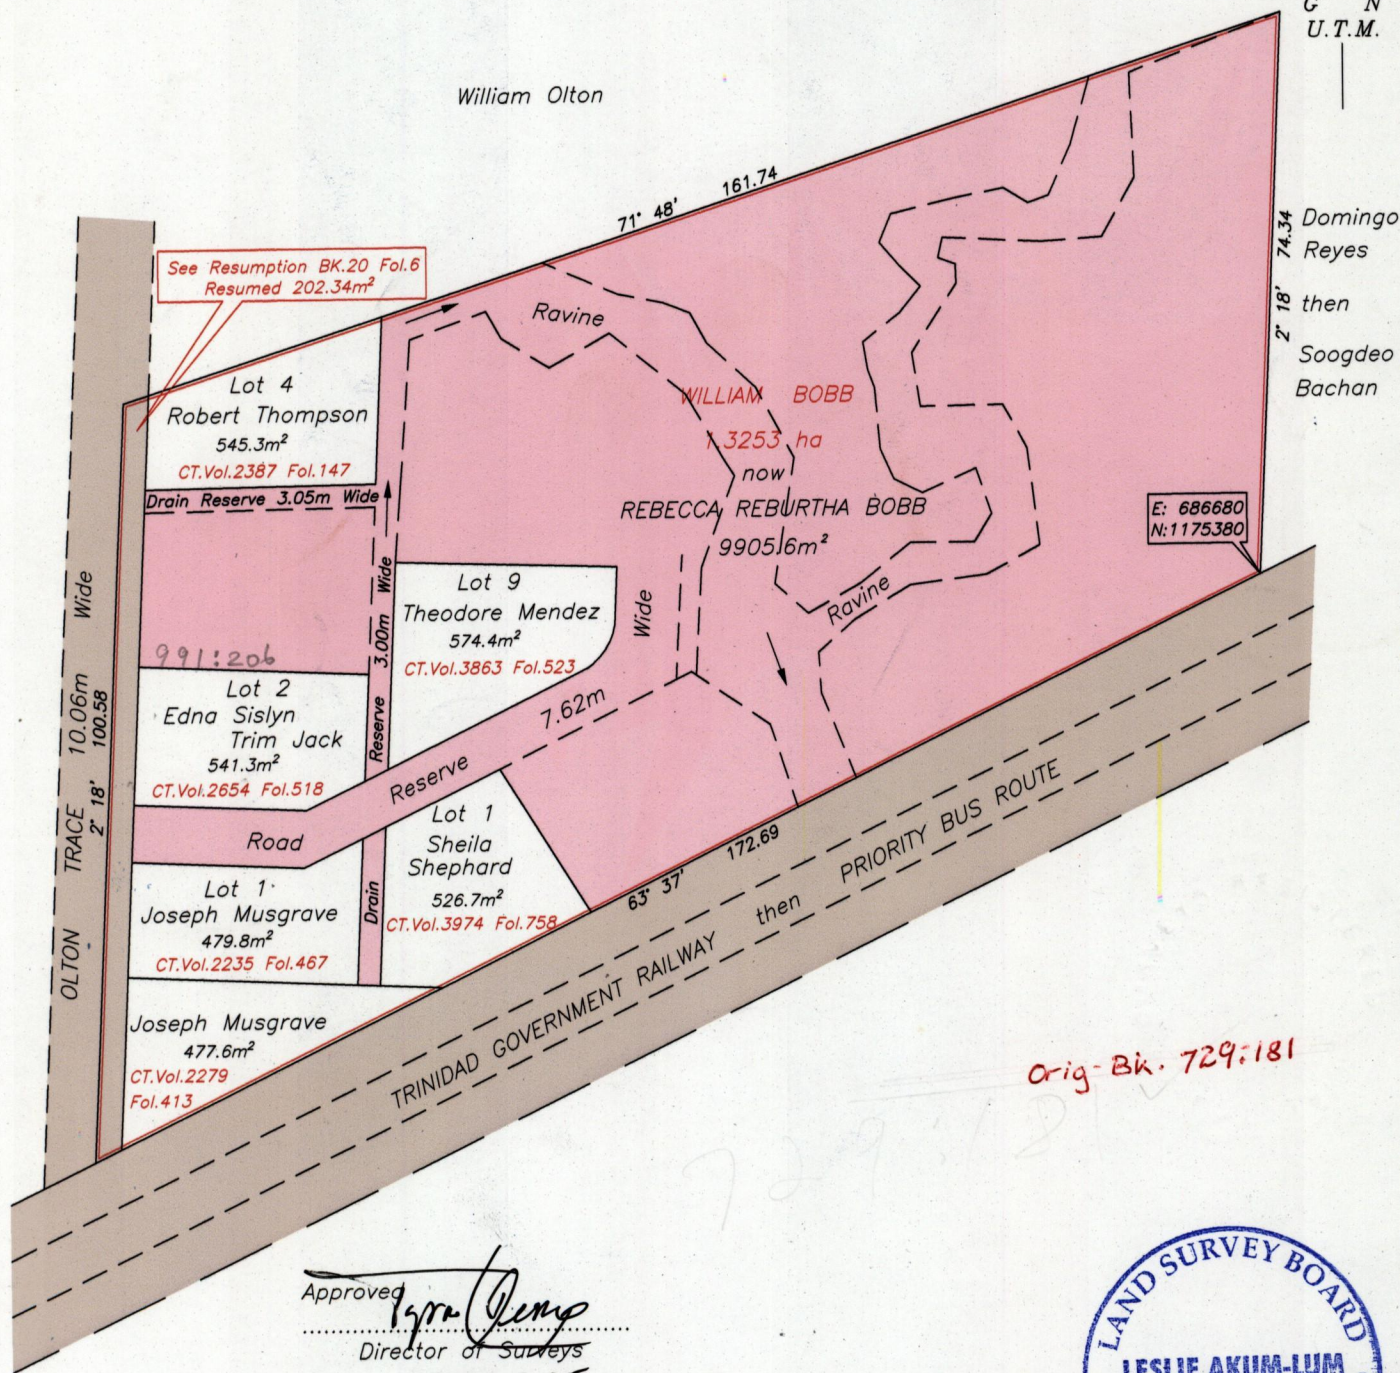 G N
U.T.M.
William Olton
71° 48' 161.74
See Resumption BK.20 Fol.6
Resumed 202.34m²
Domingo
Reyes
then
Soogdeo
Bachan
2° 18' 74.34
Ravine
Lot 4
Robert Thompson
545.3m²
CT.Vol.2387 Fol.147
Drain Reserve 3.05m Wide
WILLIAM BOBB
1.3253 ha
now
REBECCA REBURTHA BOBB
9905.6m²
E: 686680
N:1175380
Lot 9
Theodore Mendez
574.4m²
CT.Vol.3863 Fol.523
Ravine
991:206
Lot 2
Edna Sislyn
Trim Jack
541.3m²
CT.Vol.2654 Fol.518
Drain Reserve 3.00m Wide
Road Reserve 7.62m Wide
OLTON TRACE 10.06m Wide
2° 18' 100.58
Lot 1
Sheila
Shephard
526.7m²
CT.Vol.3974 Fol.758
Lot 1
Joseph Musgrave
479.8m²
CT.Vol.2235 Fol.467
Joseph Musgrave
477.6m²
CT.Vol.2279
Fol.413
63° 37' 172.69
TRINIDAD GOVERNMENT RAILWAY then PRIORITY BUS ROUTE
Orig-Bk. 729:181
729:181
Approved
Director of Surveys
LAND SURVEY BOARD
LESLIE AKUM-LUM